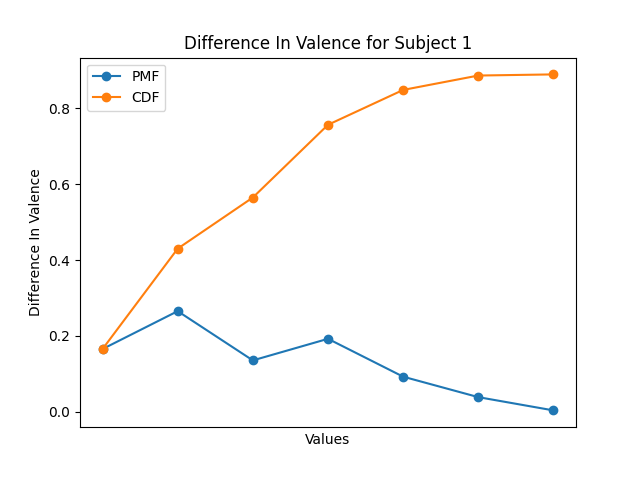 Difference In Valence for Subject 1
PMF
CDF
0.8
0.6
0.4
0.2
0.0
Difference In Valence
Values